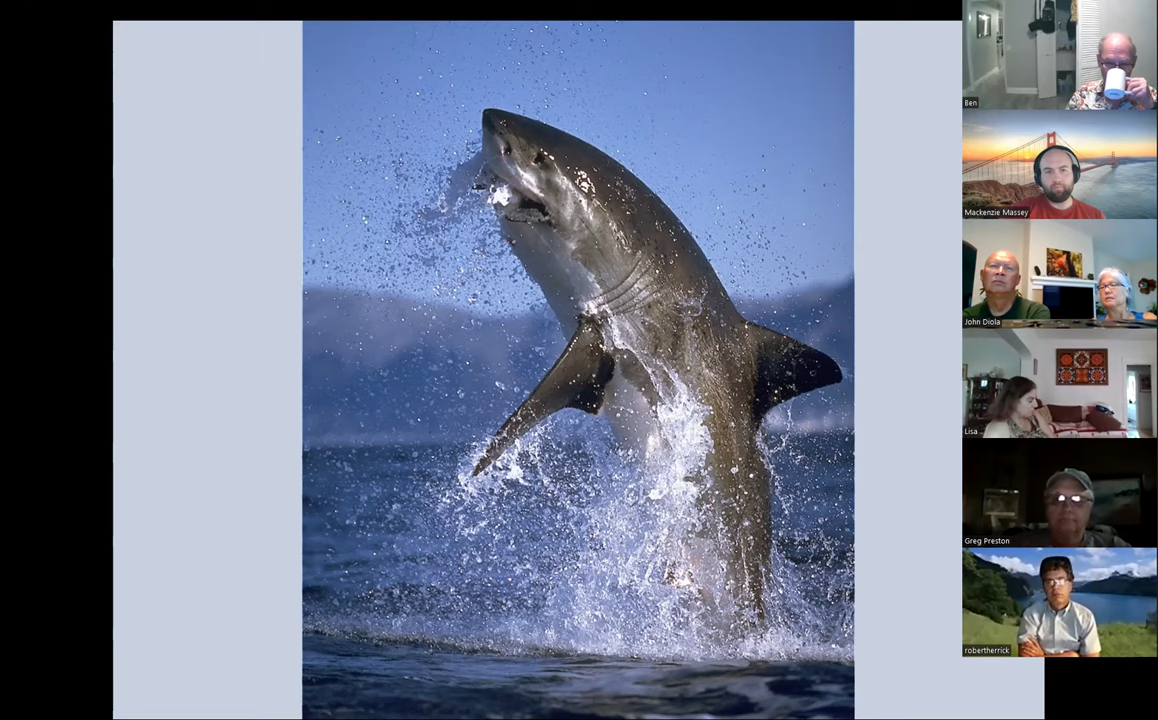 Ben
Mackenzie Massey
John Diola
Lisa
Greg Preston
robertherrick